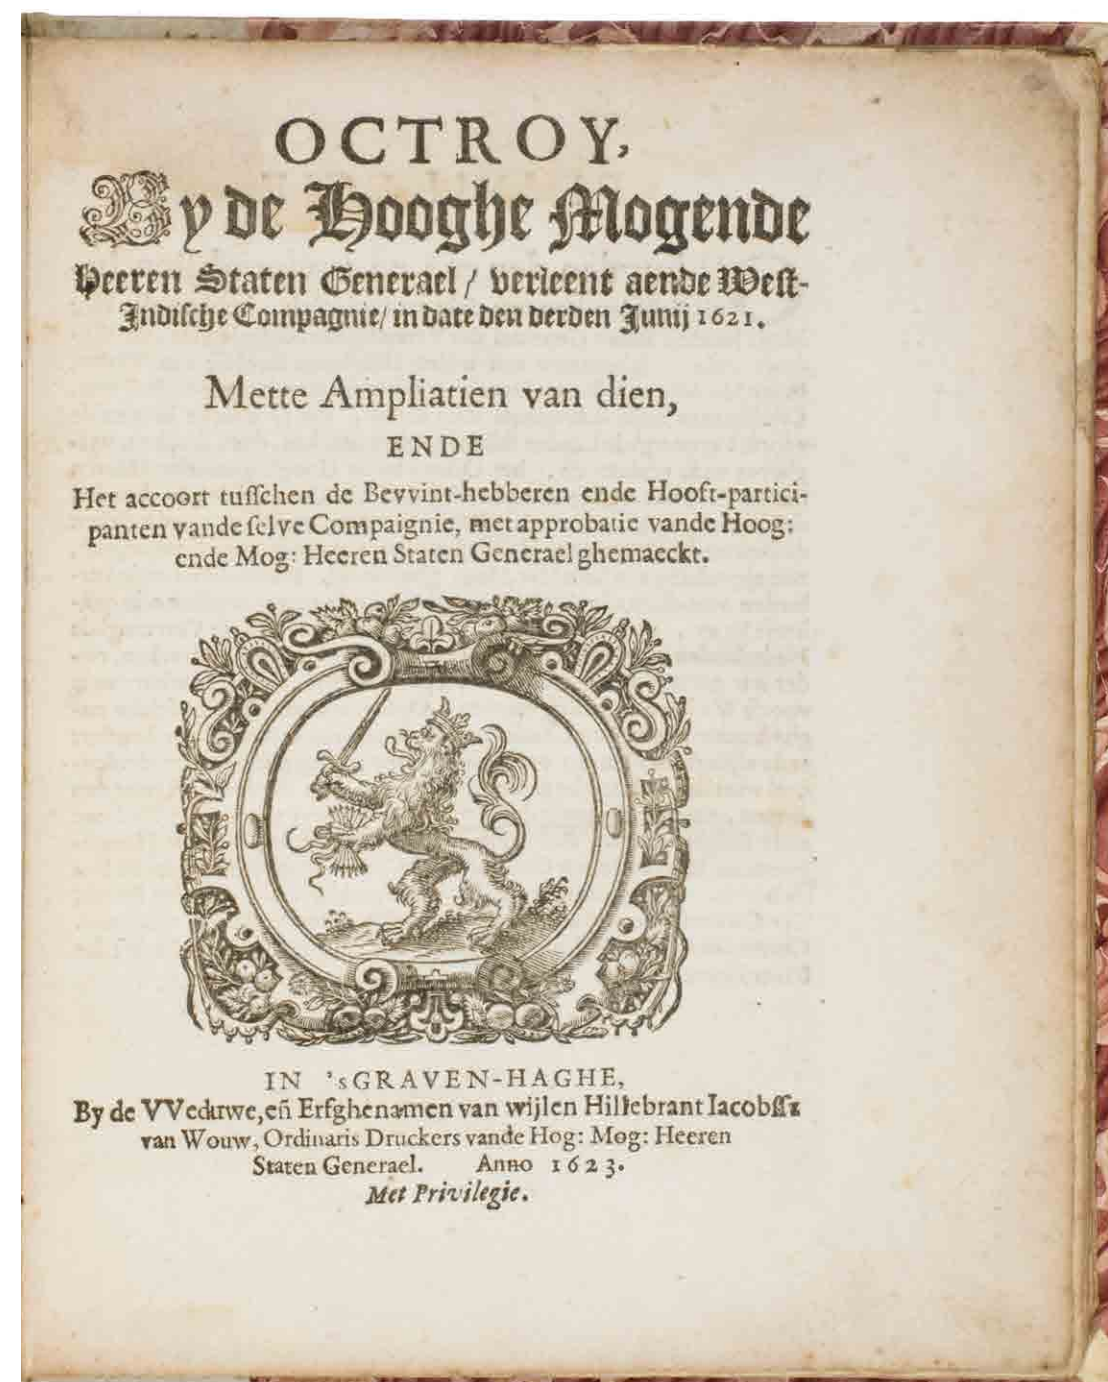 OCTROY,
By de Hooghe Mogende
Heeren Staten Generael / verleent aende West-
Indische Compagnie / in date den derden Junij 1621.
Mette Ampliatien van dien,
ENDE
Het accoort tusschen de Bevvint-hebberen ende Hooft-partici-
panten vande selve Compaignie, met approbatie vande Hoog:
ende Mog: Heeren Staten Generael ghemaeckt.
IN 'sGRAVEN-HAGHE,
By de VVeduwe, eñ Erfghenamen van wijlen Hillebrant Iacobssz
van Wouw, Ordinaris Druckers vande Hog: Mog: Heeren
Staten Generael. Anno 1623.
Met Privilegie.